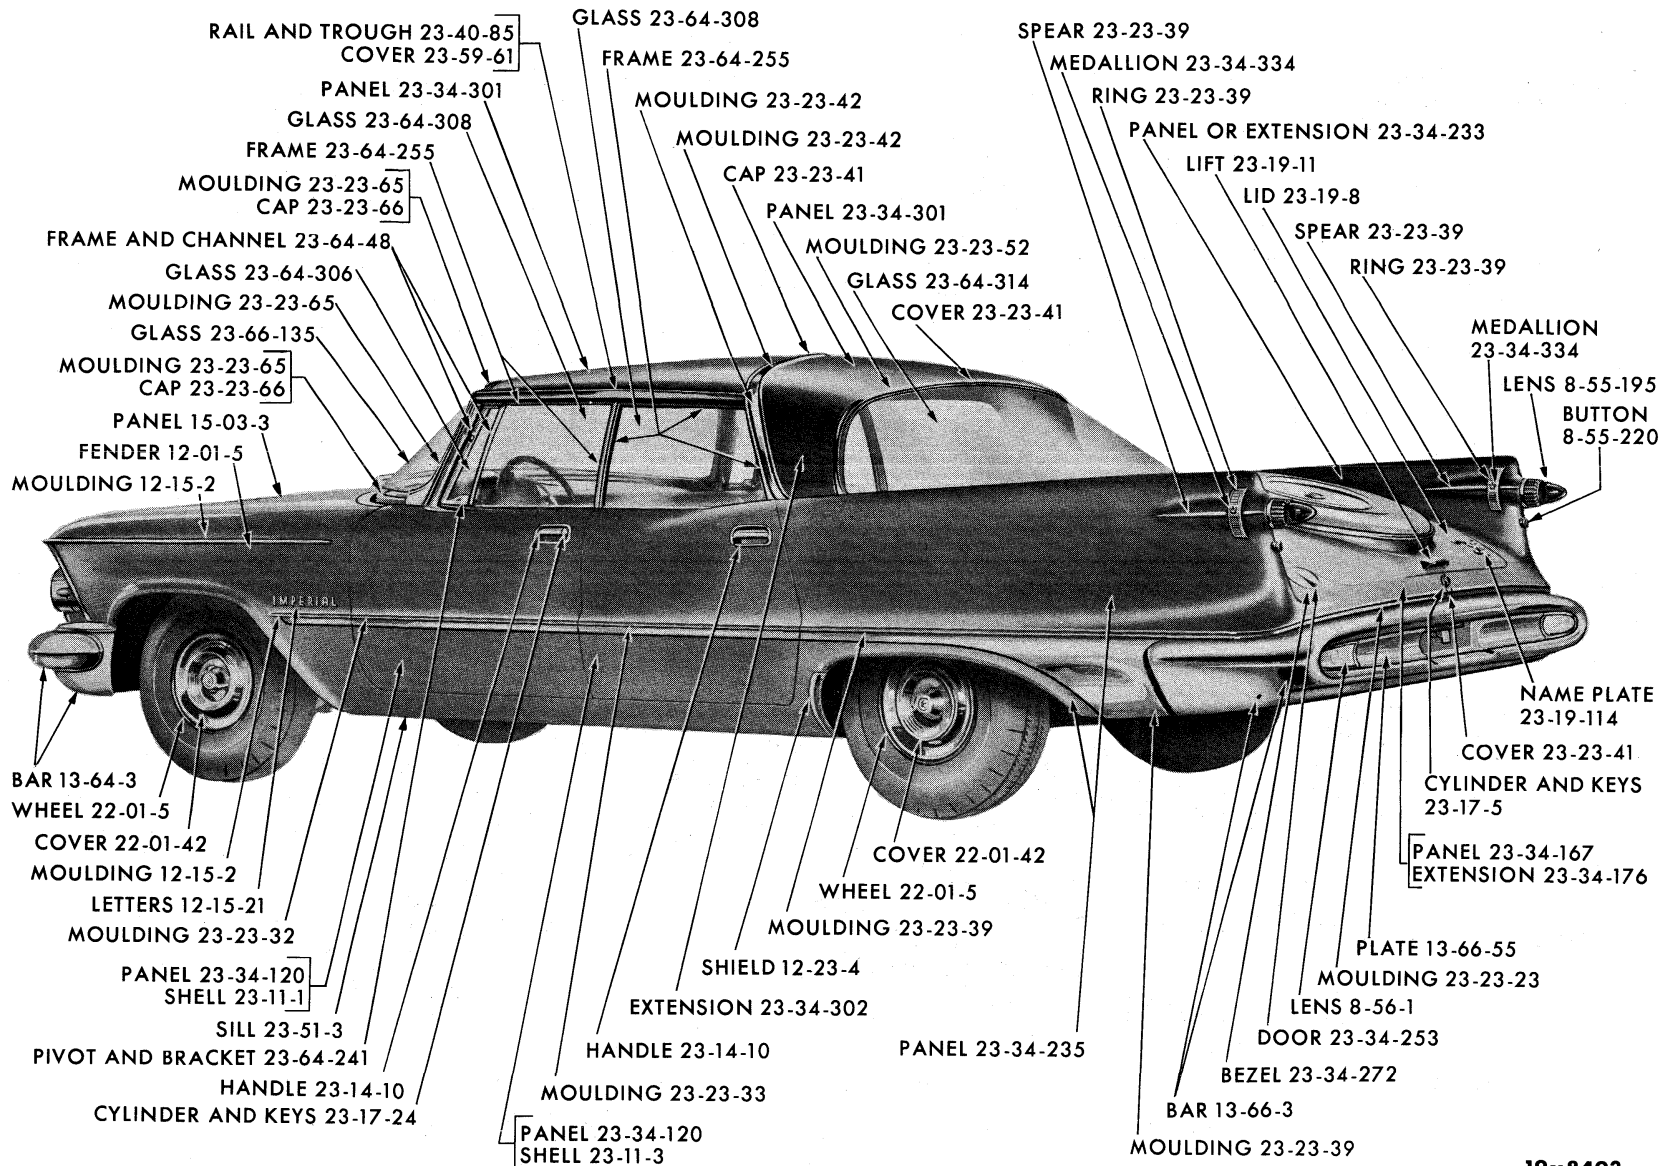 RAIL AND TROUGH 23-40-85
COVER 23-59-61
PANEL 23-34-301
GLASS 23-64-308
FRAME 23-64-255
MOULDING 23-23-65
CAP 23-23-66
FRAME AND CHANNEL 23-64-48
GLASS 23-64-306
MOULDING 23-23-65
GLASS 23-66-135
MOULDING 23-23-65
CAP 23-23-66
PANEL 15-03-3
FENDER 12-01-5
MOULDING 12-15-2
GLASS 23-64-308
FRAME 23-64-255
MOULDING 23-23-42
MOULDING 23-23-42
CAP 23-23-41
PANEL 23-34-301
MOULDING 23-23-52
GLASS 23-64-314
COVER 23-23-41
SPEAR 23-23-39
MEDALLION 23-34-334
RING 23-23-39
PANEL OR EXTENSION 23-34-233
LIFT 23-19-11
LID 23-19-8
SPEAR 23-23-39
RING 23-23-39
MEDALLION
23-34-334
LENS 8-55-195
BUTTON
8-55-220
IMPERIAL
BAR 13-64-3
WHEEL 22-01-5
COVER 22-01-42
MOULDING 12-15-2
LETTERS 12-15-21
MOULDING 23-23-32
PANEL 23-34-120
SHELL 23-11-1
SILL 23-51-3
PIVOT AND BRACKET 23-64-241
HANDLE 23-14-10
CYLINDER AND KEYS 23-17-24
PANEL 23-34-120
SHELL 23-11-3
MOULDING 23-23-33
HANDLE 23-14-10
EXTENSION 23-34-302
SHIELD 12-23-4
MOULDING 23-23-39
WHEEL 22-01-5
COVER 22-01-42
PANEL 23-34-235
MOULDING 23-23-39
BAR 13-66-3
BEZEL 23-34-272
DOOR 23-34-253
LENS 8-56-1
MOULDING 23-23-23
PLATE 13-66-55
PANEL 23-34-167
EXTENSION 23-34-176
CYLINDER AND KEYS
23-17-5
COVER 23-23-41
NAME PLATE
23-19-114